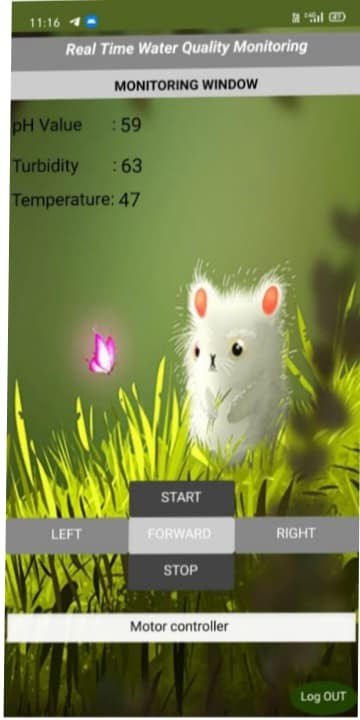 11:16
Real Time Water Quality Monitoring
MONITORING WINDOW
pH Value : 59
Turbidity : 63
Temperature: 47
START
LEFT FORWARD RIGHT
STOP
Motor controller
Log OUT